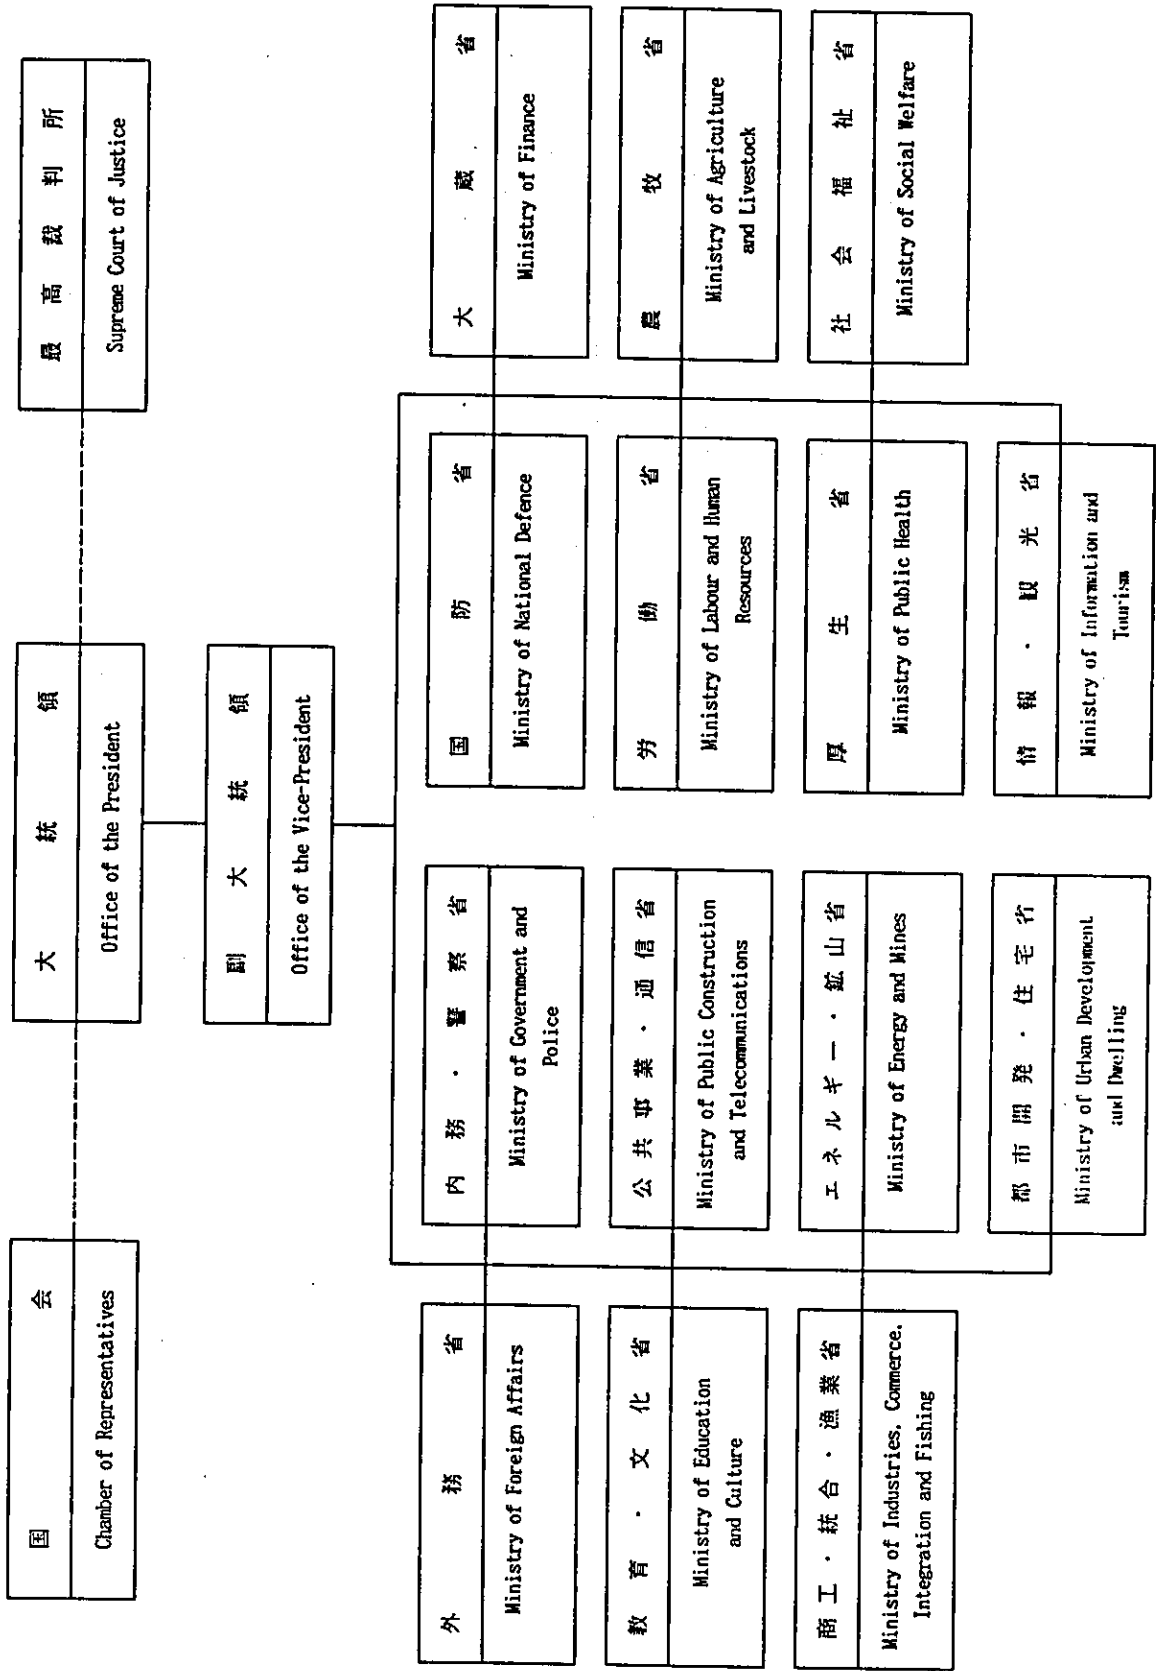 国会
Chamber of Representatives
大統領
Office of the President
最高裁判所
Supreme Court of Justice
副大統領
Office of the Vice-President
外務省
Ministry of Foreign Affairs
内務・警察省
Ministry of Government and
Police
国防省
Ministry of National Defence
大蔵省
Ministry of Finance
教育・文化省
Ministry of Education
and Culture
公共事業・通信省
Ministry of Public Construction
and Telecommunications
労働省
Ministry of Labour and Human
Resources
農牧省
Ministry of Agriculture
and Livestock
商工・統合・漁業省
Ministry of Industries, Commerce,
Integration and Fishing
エネルギー・鉱山省
Ministry of Energy and Mines
厚生省
Ministry of Public Health
社会福祉省
Ministry of Social Welfare
都市開発・住宅省
Ministry of Urban Development
and Dwelling
情報・観光省
Ministry of Information and
Tourism